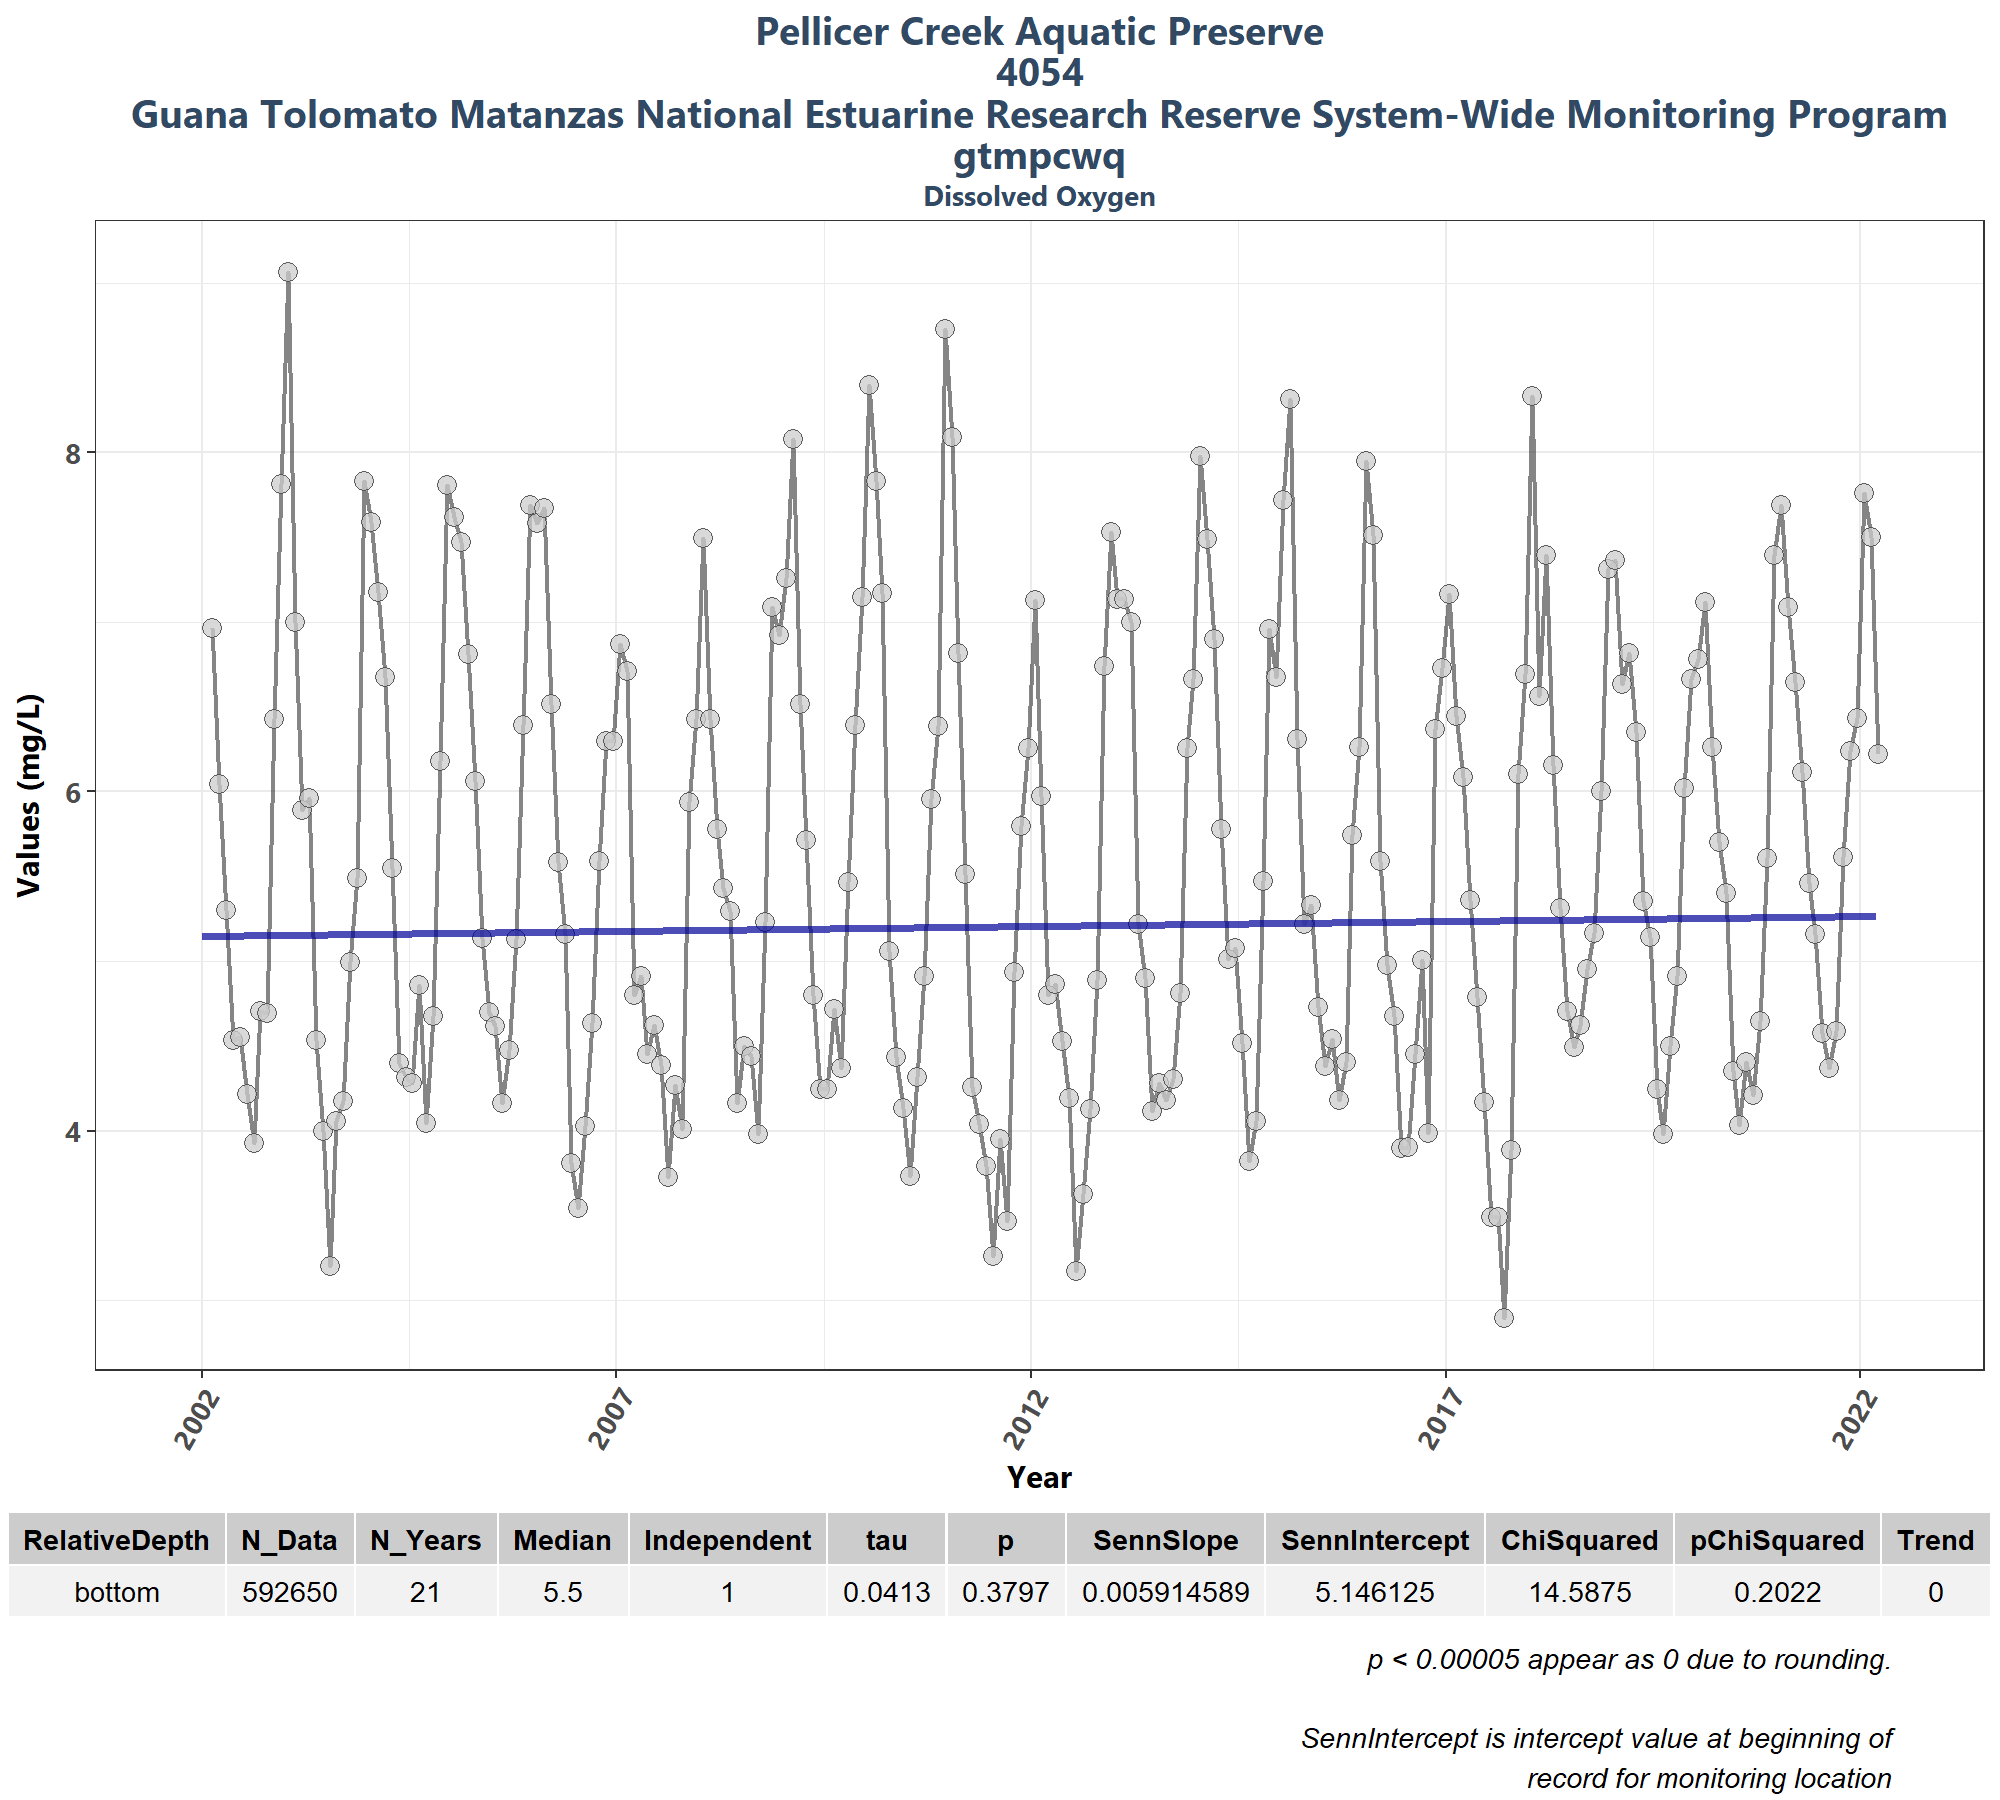 Pellicer Creek Aquatic Preserve
4054
Guana Tolomato Matanzas National Estuarine Research Reserve System-Wide Monitoring Program
gtmpcwq
Dissolved Oxygen
Values (mg/L)
8
6
4
2002 2007 2012 2017 2022
Year
RelativeDepth N_Data N_Years Median Independent tau p SennSlope SennIntercept ChiSquared pChiSquared Trend
bottom 592650 21 5.5 1 0.0413 0.3797 0.005914589 5.146125 14.5875 0.2022 0
p < 0.00005 appear as 0 due to rounding.
SennIntercept is intercept value at beginning of
record for monitoring location